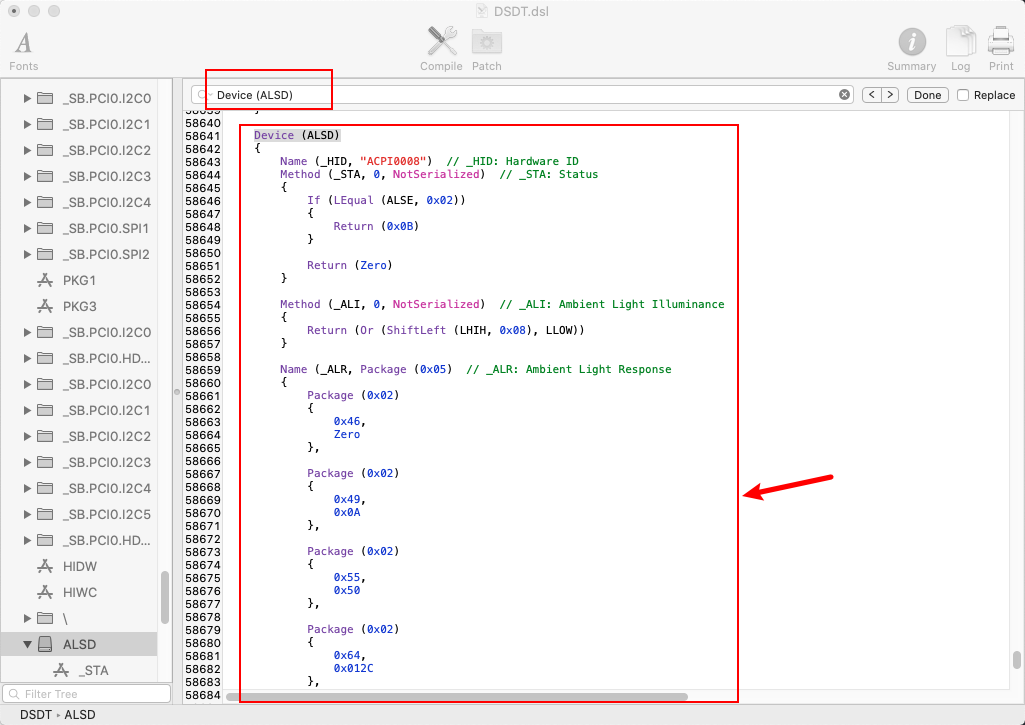 DSDT.dsl
Fonts
Compile
Patch
Summary
Log
Print
Device (ALSD)
< >
Done
Replace
_SB.PCI0.I2C0
_SB.PCI0.I2C1
_SB.PCI0.I2C2
_SB.PCI0.I2C3
_SB.PCI0.I2C4
_SB.PCI0.SPI1
_SB.PCI0.SPI2
PKG1
PKG3
_SB.PCI0.I2C0
_SB.PCI0.HD...
_SB.PCI0.I2C0
_SB.PCI0.I2C1
_SB.PCI0.I2C2
_SB.PCI0.I2C3
_SB.PCI0.I2C4
_SB.PCI0.I2C5
_SB.PCI0.HD...
HIDW
HIWC
\
ALSD
_STA
Filter Tree
58639 }
58640
58641 Device (ALSD)
58642 {
58643 Name (_HID, "ACPI0008") // _HID: Hardware ID
58644 Method (_STA, 0, NotSerialized) // _STA: Status
58645 {
58646 If (LEqual (ALSE, 0x02))
58647 {
58648 Return (0x0B)
58649 }
58650
58651 Return (Zero)
58652 }
58653
58654 Method (_ALI, 0, NotSerialized) // _ALI: Ambient Light Illuminance
58655 {
58656 Return (Or (ShiftLeft (LHIH, 0x08), LLOW))
58657 }
58658
58659 Name (_ALR, Package (0x05) // _ALR: Ambient Light Response
58660 {
58661 Package (0x02)
58662 {
58663 0x46,
58664 Zero
58665 },
58666
58667 Package (0x02)
58668 {
58669 0x49,
58670 0x0A
58671 },
58672
58673 Package (0x02)
58674 {
58675 0x55,
58676 0x50
58677 },
58678
58679 Package (0x02)
58680 {
58681 0x64,
58682 0x012C
58683 },
58684
DSDT ▸ ALSD